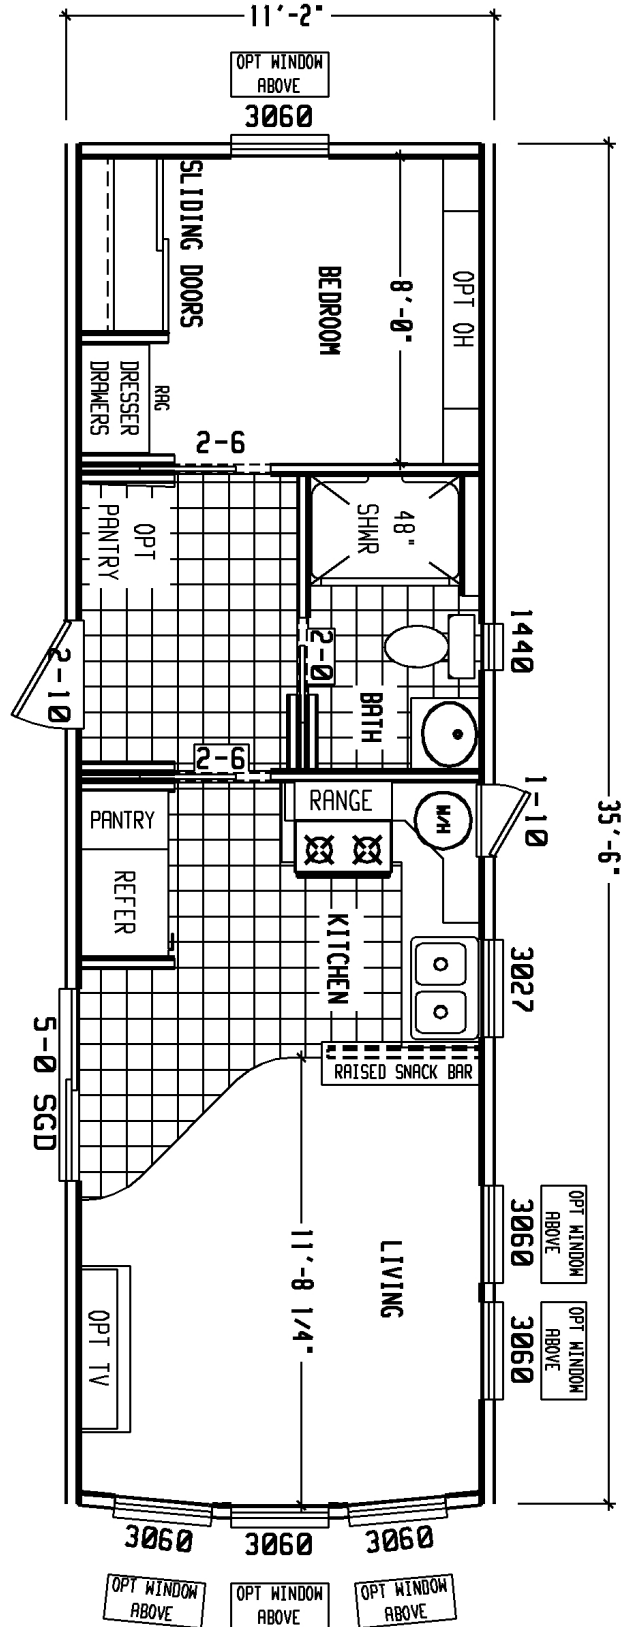 11'-2"
OPT WINDOW
ABOVE
3060
SLIDING DOORS
BEDROOM
8'-0"
OPT OH
DRESSER
DRAWERS
RAG
2-6
OPT
PANTRY
48"
SHWR
2-10
2-0
1440
BATH
2-6
PANTRY
REFER
RANGE
W/H
1-10
35'-6"
KITCHEN
3027
5-0 SGD
RAISED SNACK BAR
3060
OPT WINDOW
ABOVE
3060
OPT WINDOW
ABOVE
LIVING
11'-8 1/4"
OPT TV
3060
3060
3060
OPT WINDOW
ABOVE
OPT WINDOW
ABOVE
OPT WINDOW
ABOVE